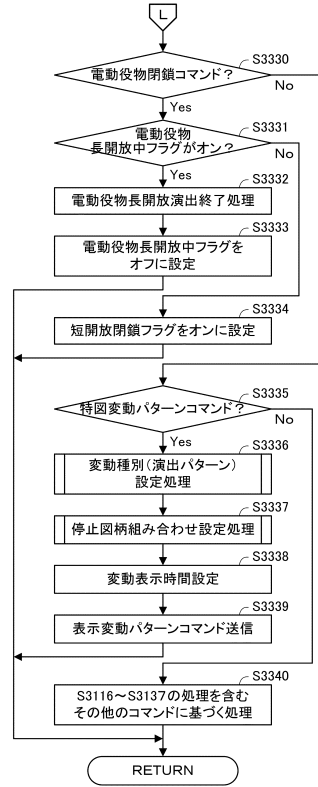 L
S3330
電動役物閉鎖コマンド？
No
Yes
S3331
電動役物
長開放中フラグがオン？
No
Yes
S3332
電動役物長開放演出終了処理
S3333
電動役物長開放中フラグを
オフに設定
S3334
短開放閉鎖フラグをオンに設定
S3335
特図変動パターンコマンド？
No
Yes
S3336
変動種別（演出パターン）
設定処理
S3337
停止図柄組み合わせ設定処理
S3338
変動表示時間設定
S3339
表示変動パターンコマンド送信
S3340
S3116～S3137の処理を含む
その他のコマンドに基づく処理
RETURN